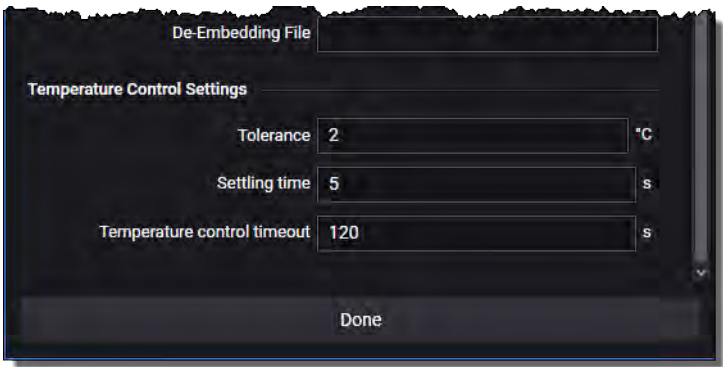 De-Embedding File
Temperature Control Settings
Tolerance 2 °C
Settling time 5 s
Temperature control timeout 120 s
Done